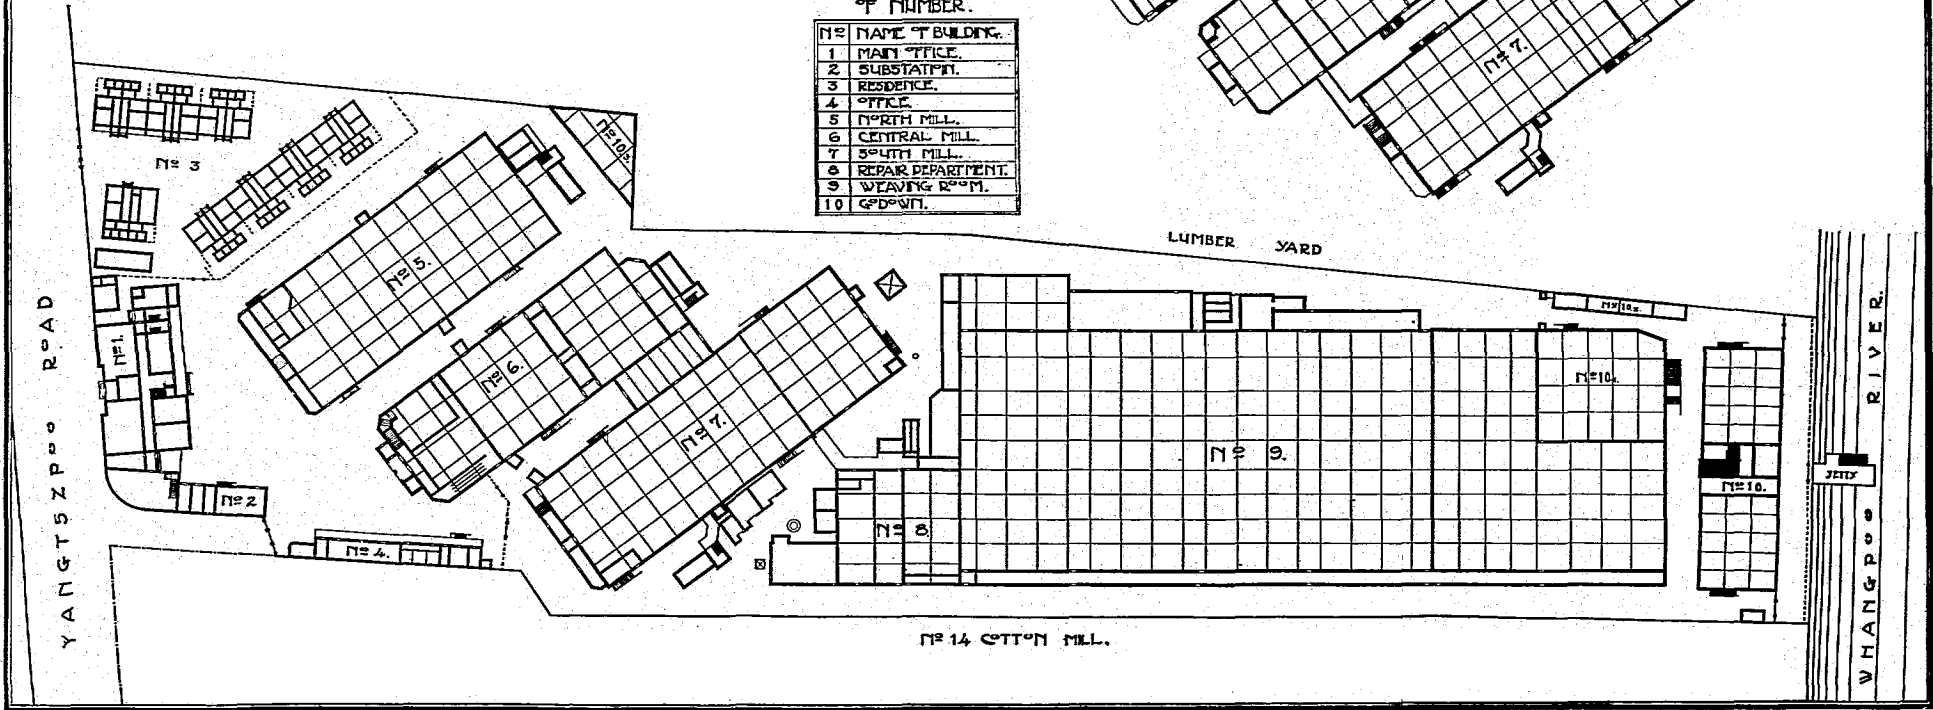 OF NUMBER.
No NAME OF BUILDING.
1 MAIN OFFICE.
2 SUBSTATION.
3 RESIDENCE.
4 OFFICE.
5 NORTH MILL.
6 CENTRAL MILL.
7 SOUTH MILL.
8 REPAIR DEPARTMENT.
9 WEAVING ROOM.
10 GODOWN.
No 7.
No 10
No 3
No 5.
LUMBER YARD
No 10
No 1.
No 6.
No 10
No 7.
No 9.
No 2
No 8
No 10.
No 4.
JETTY
YANGTSZPOO ROAD
WHANGPOO RIVER.
No 14 COTTON MILL.